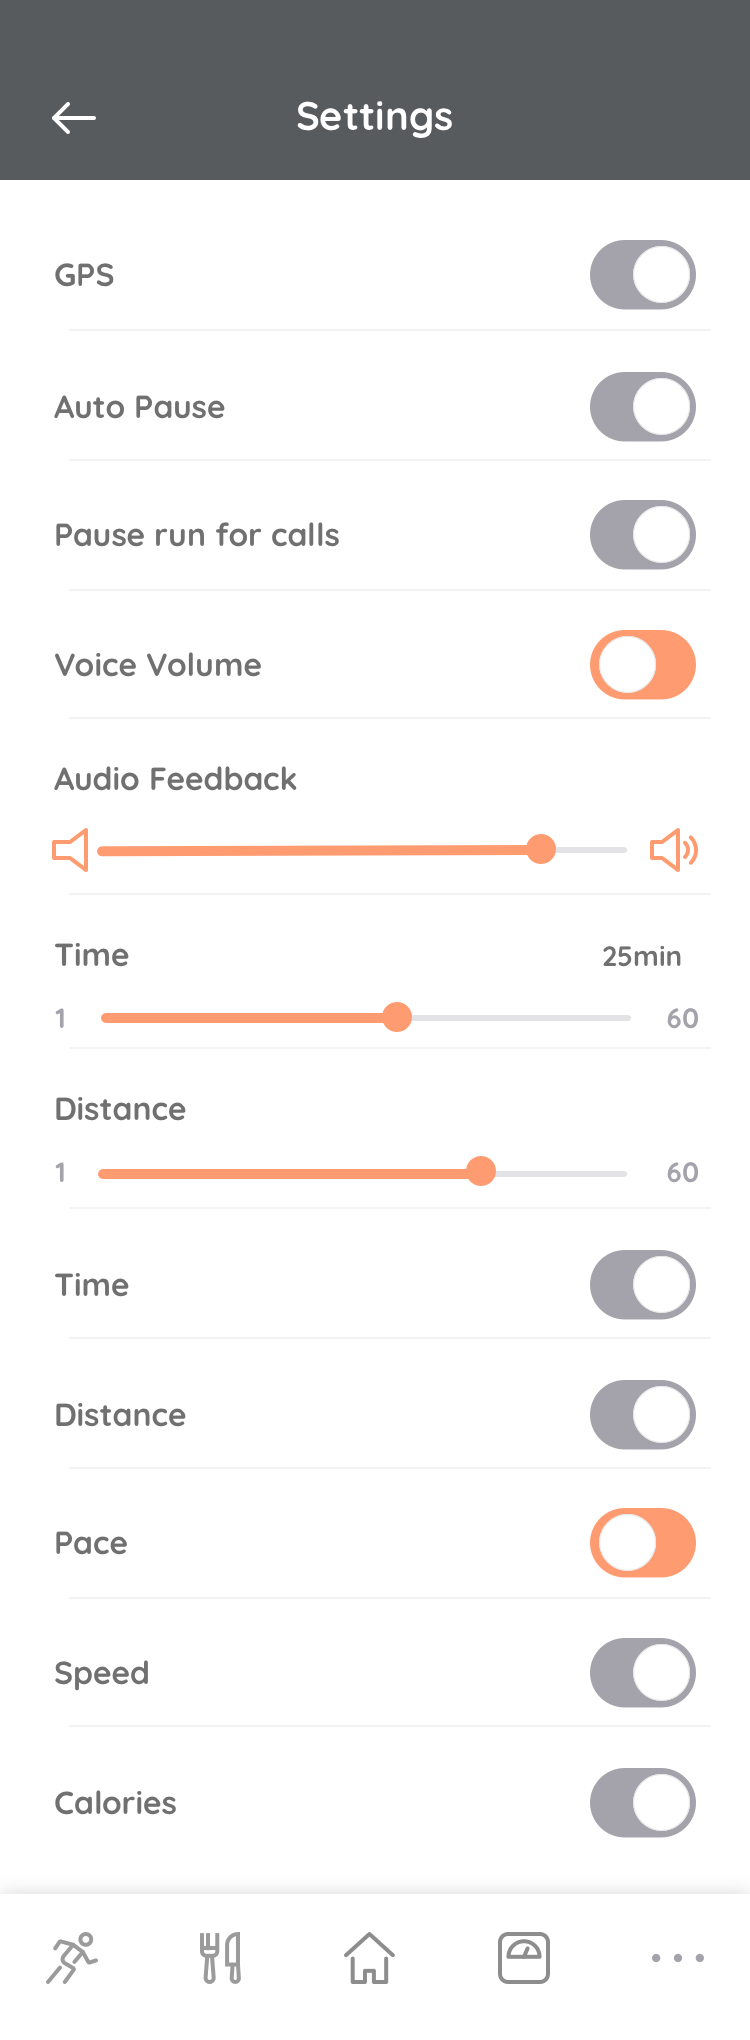 Settings
GPS
Auto Pause
Pause run for calls
Voice Volume
Audio Feedback
Time 25min
1 60
Distance
1 60
Time
Distance
Pace
Speed
Calories